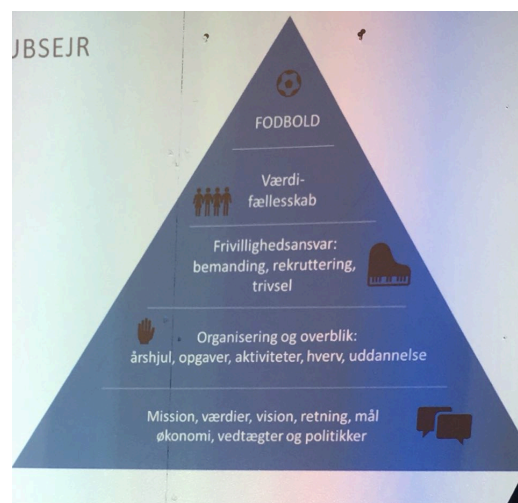 UBSEJR
FODBOLD
Værdi-
fællesskab
Frivillighedsansvar:
bemanding, rekruttering,
trivsel
Organisering og overblik:
årshjul, opgaver, aktiviteter, hverv, uddannelse
Mission, værdier, vision, retning, mål
økonomi, vedtægter og politikker